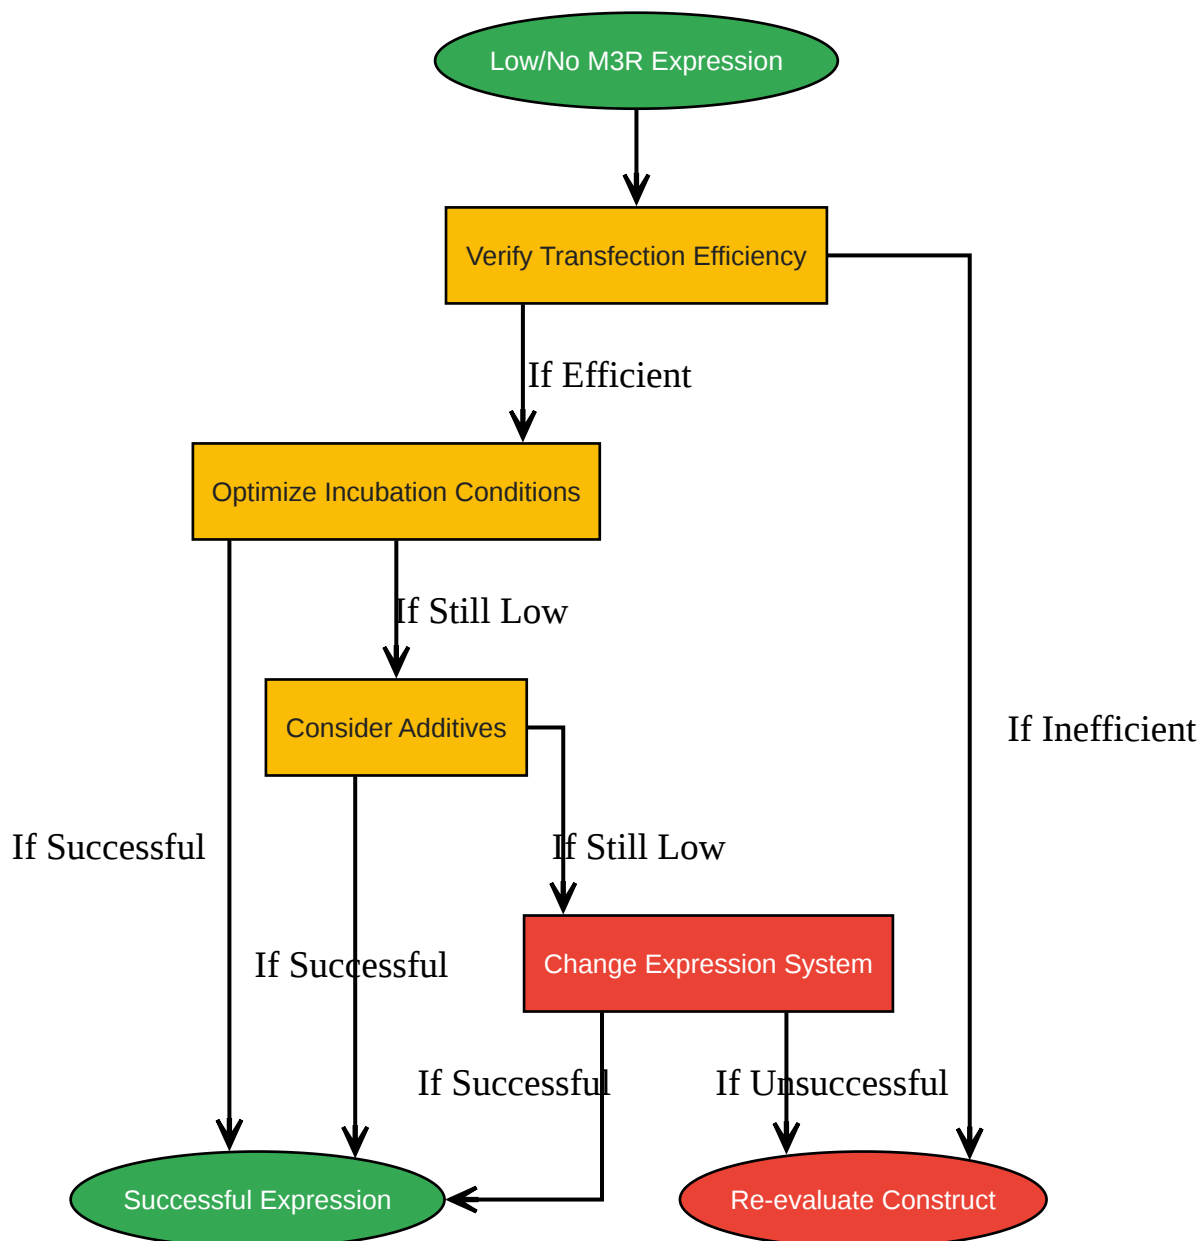 Low/No M3R Expression
Verify Transfection Efficiency
If Efficient
Optimize Incubation Conditions
If Still Low
Consider Additives
If Inefficient
If Successful
If Still Low
If Successful
Change Expression System
If Successful
If Unsuccessful
Successful Expression
Re-evaluate Construct